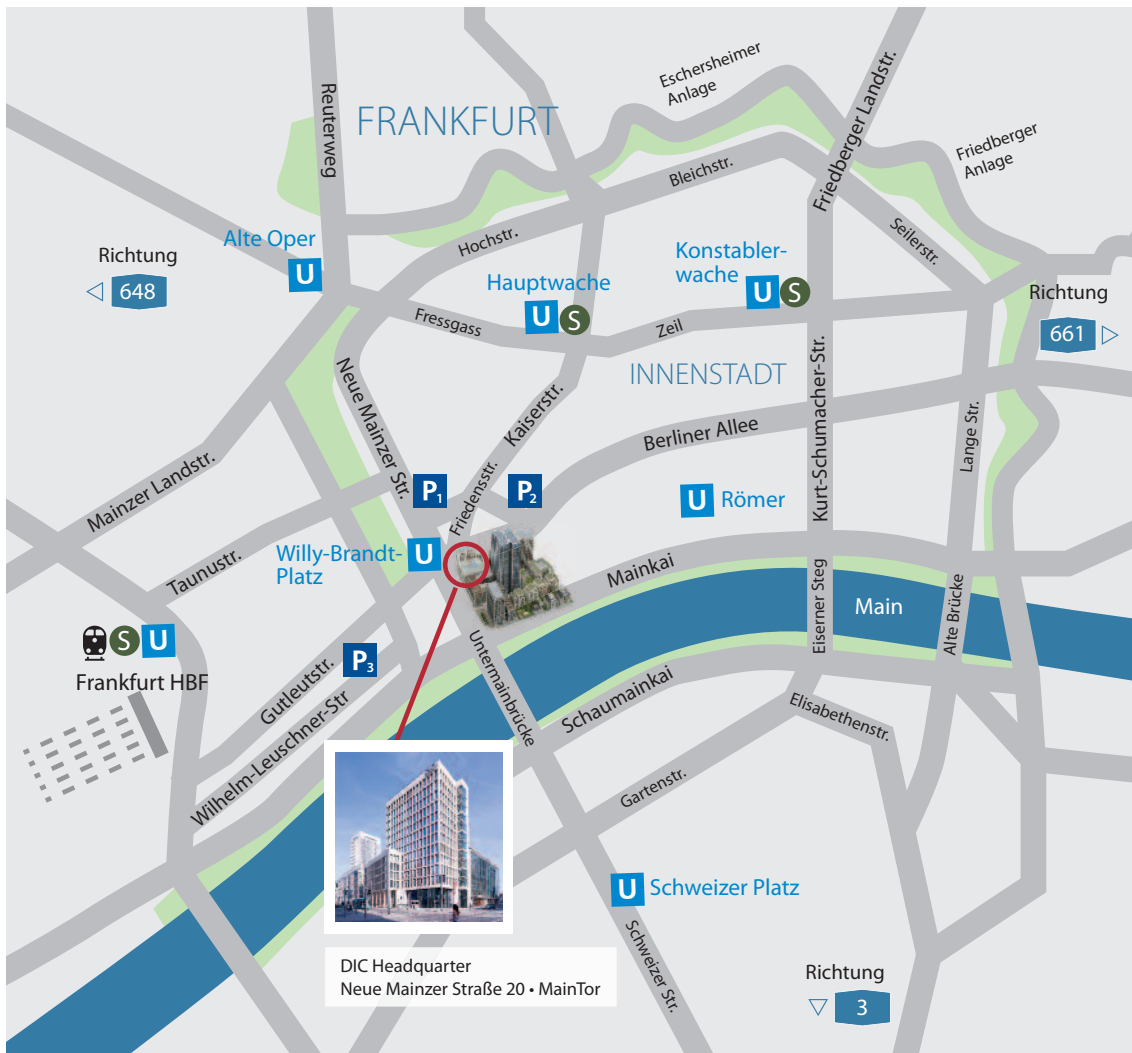 Eschersheimer
Anlage
Friedberger Landstr.
FRANKFURT
Reuterweg
Friedberger
Anlage
Bleichstr.
Hochstr.
Seilerstr.
Alte Oper
U
Richtung
648
Hauptwache
U S
Konstabler-
wache
U S
Richtung
661
Fressgass
Zeil
INNENSTADT
Neue Mainzer Str.
Kaiserstr.
Kurt-Schumacher-Str.
Berliner Allee
Lange Str.
Mainzer Landstr.
P1
P2
Friedensstr.
U Römer
Willy-Brandt-
Platz
U
Taunustr.
Mainkai
Eiserner Steg
Main
Alte Brücke
S U
Frankfurt HBF
P3
Gutleutstr.
Wilhelm-Leuschner-Str
Untermainbrücke
Schaumainkai
Elisabethenstr.
Gartenstr.
U Schweizer Platz
Schweizer Str.
DIC Headquarter
Neue Mainzer Straße 20 • MainTor
Richtung
3